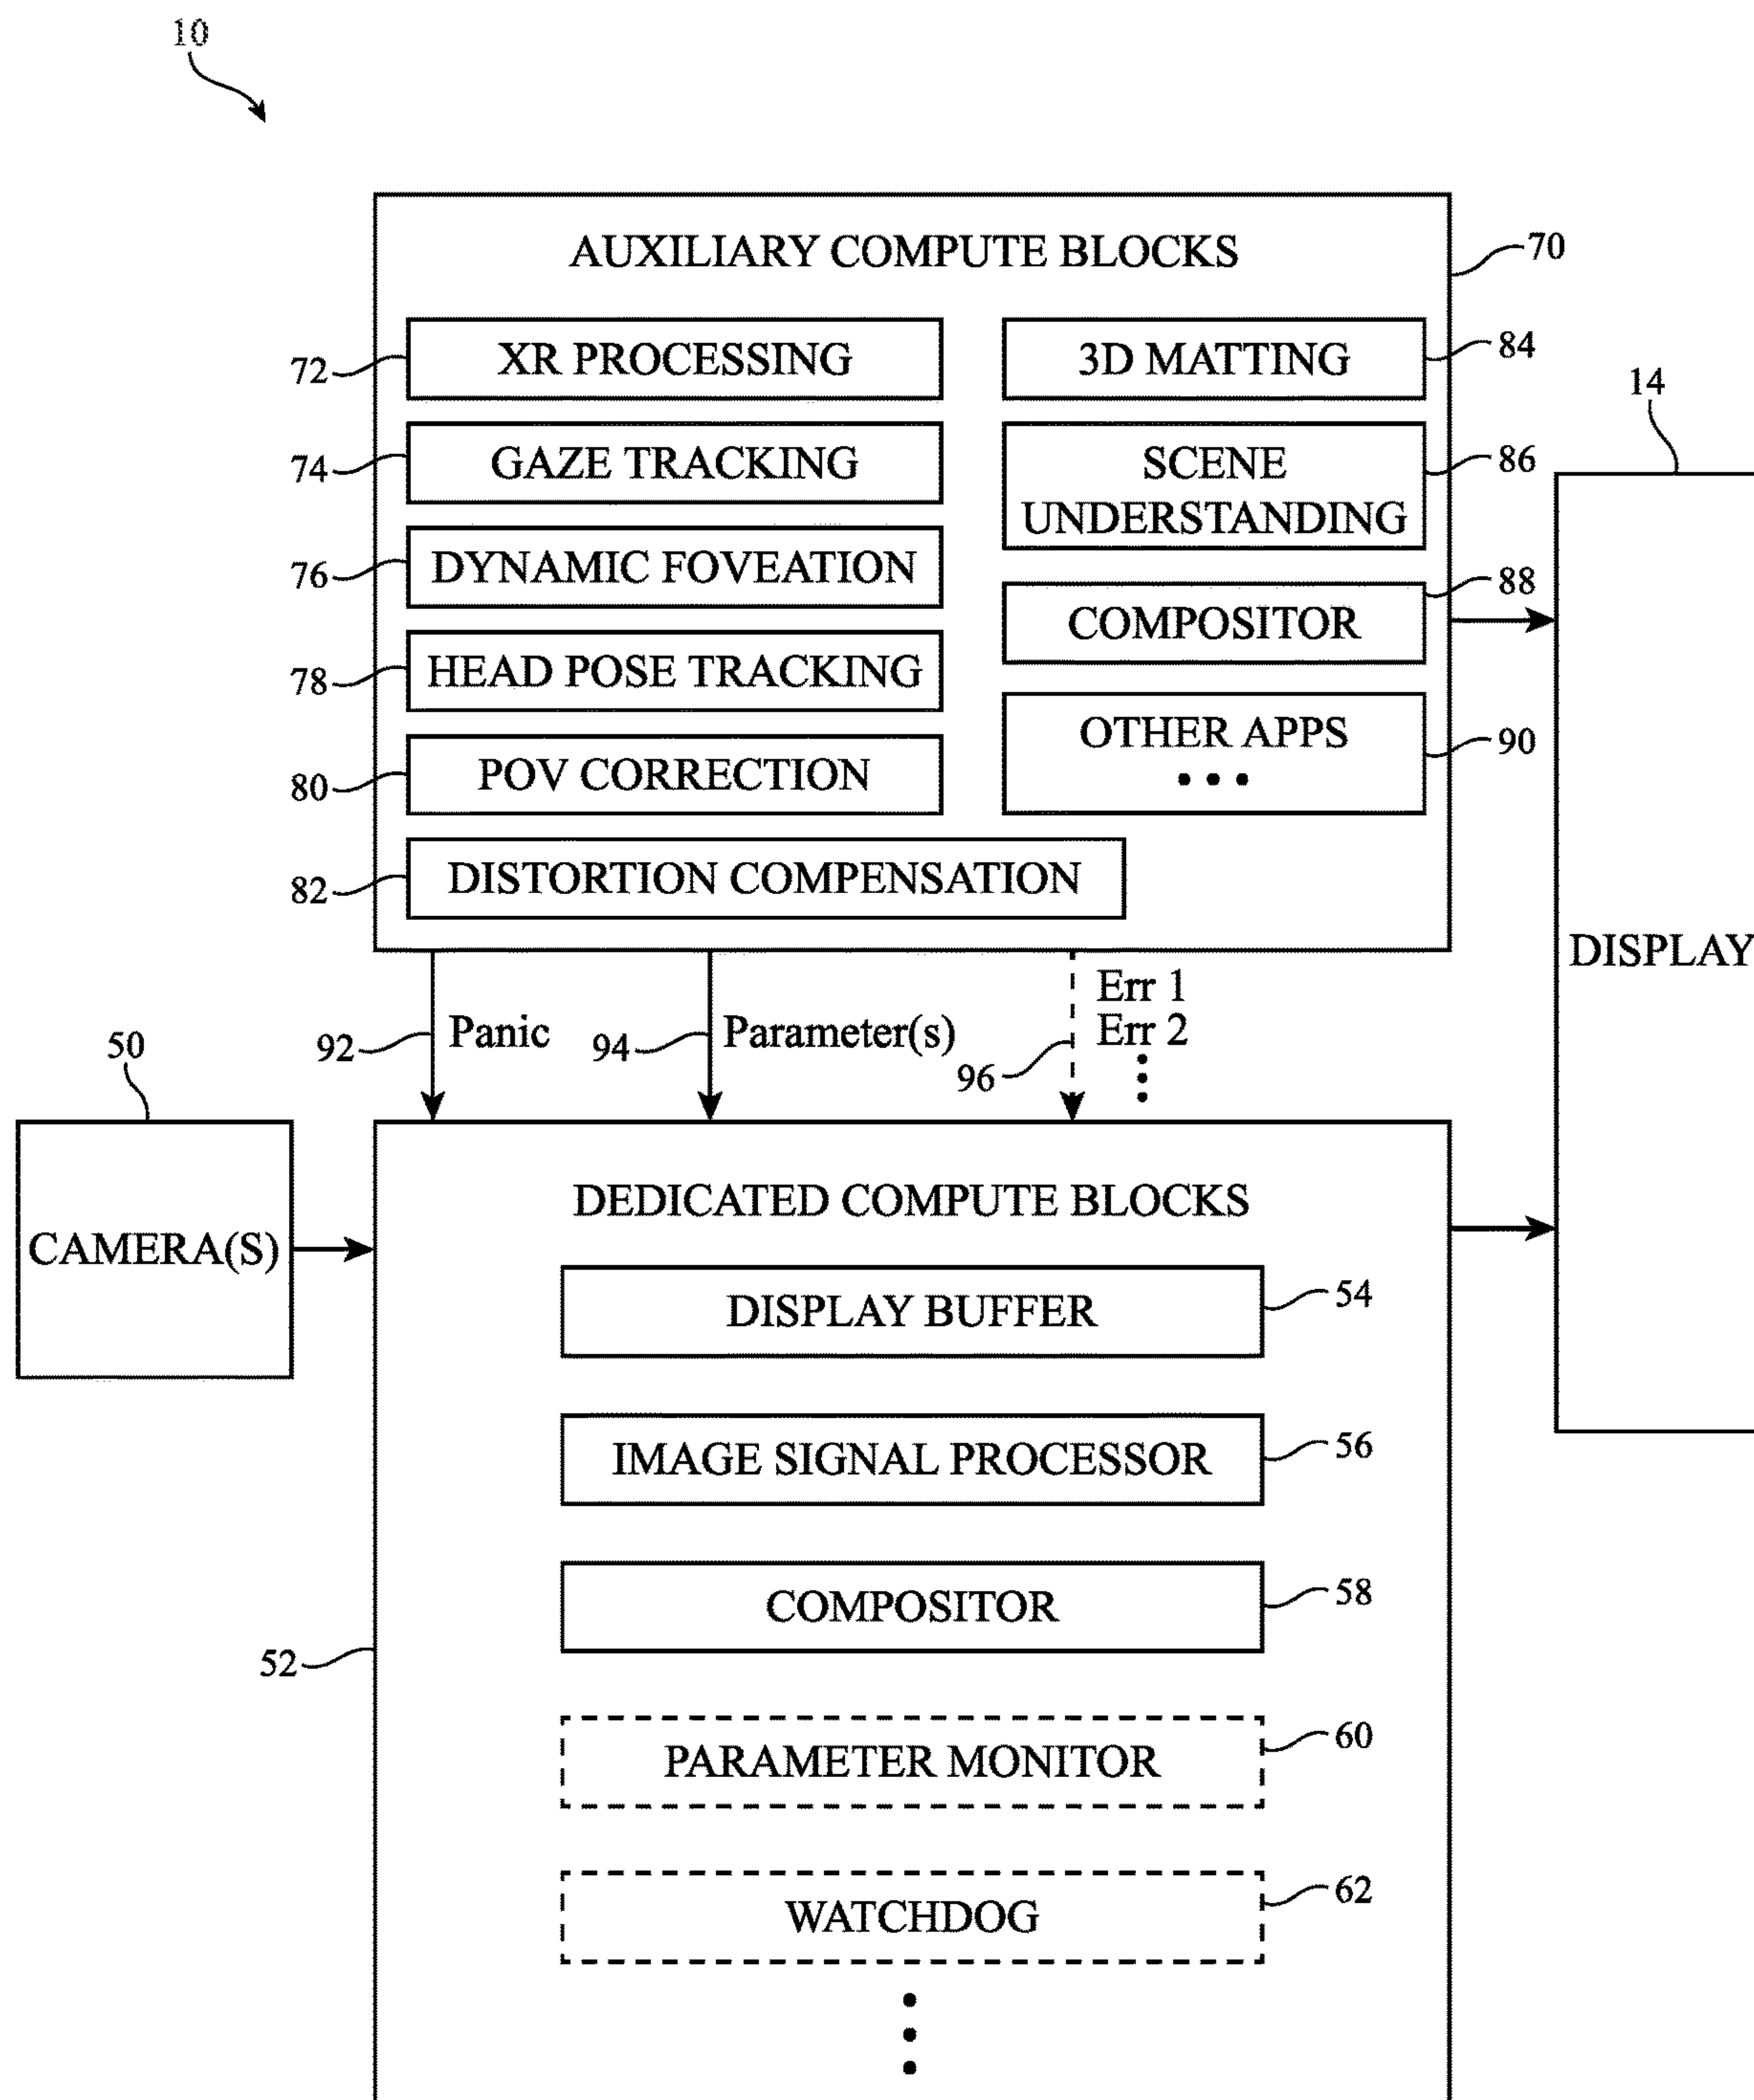 10
AUXILIARY COMPUTE BLOCKS
70
72
XR PROCESSING
3D MATTING
84
14
74
GAZE TRACKING
SCENE
UNDERSTANDING
86
76
DYNAMIC FOVEATION
COMPOSITOR
88
78
HEAD POSE TRACKING
OTHER APPS
90
80
POV CORRECTION
82
DISTORTION COMPENSATION
DISPLAY
92
Panic
94
Parameter(s)
96
Err 1
Err 2
50
CAMERA(S)
DEDICATED COMPUTE BLOCKS
DISPLAY BUFFER
54
IMAGE SIGNAL PROCESSOR
56
COMPOSITOR
58
52
PARAMETER MONITOR
60
WATCHDOG
62